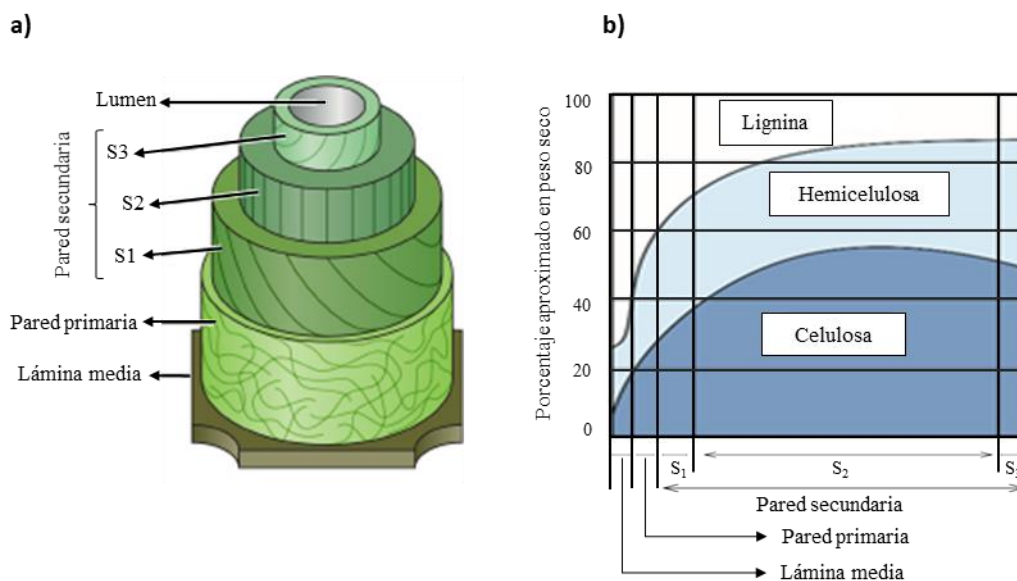 a)
Lumen
S3
S2
S1
Pared secundaria
Pared primaria
Lámina media
b)
Porcentaje aproximado en peso seco
100
80
60
40
20
0
Lignina
Hemicelulosa
Celulosa
S1
S2
S3
Pared secundaria
Pared primaria
Lámina media